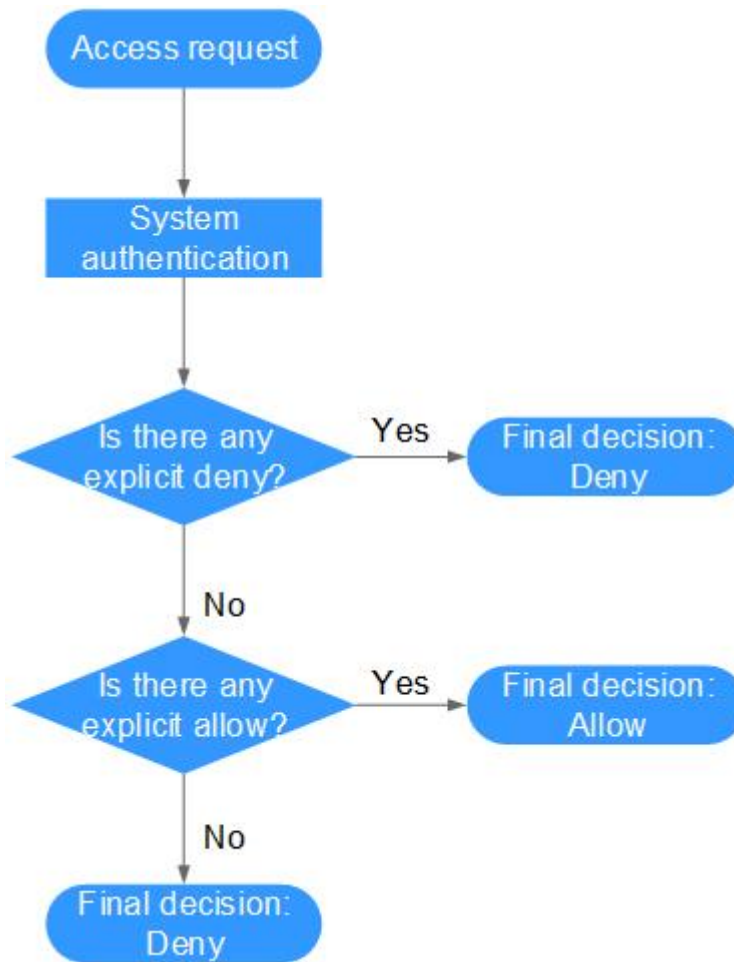 Access request
System
authentication
Is there any
explicit deny?
Yes
Final decision:
Deny
No
Is there any
explicit allow?
Yes
Final decision:
Allow
No
Final decision:
Deny